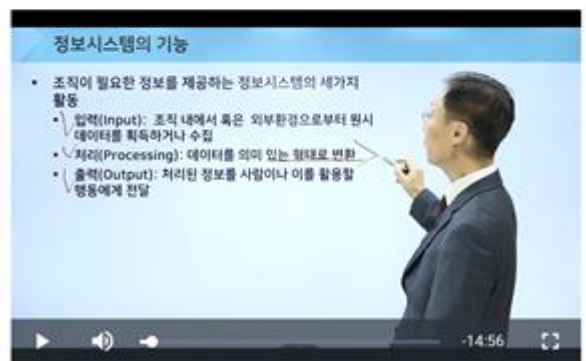 정보시스템의 기능
• 조직이 필요한 정보를 제공하는 정보시스템의 세가지
활동
▪ 입력(Input): 조직 내에서 혹은 외부환경으로부터 원시
데이터를 획득하거나 수집
▪ 처리(Processing): 데이터를 의미 있는 형태로 변환
▪ 출력(Output): 처리된 정보를 사람이나 이를 활용할
행동에게 전달
-14:56